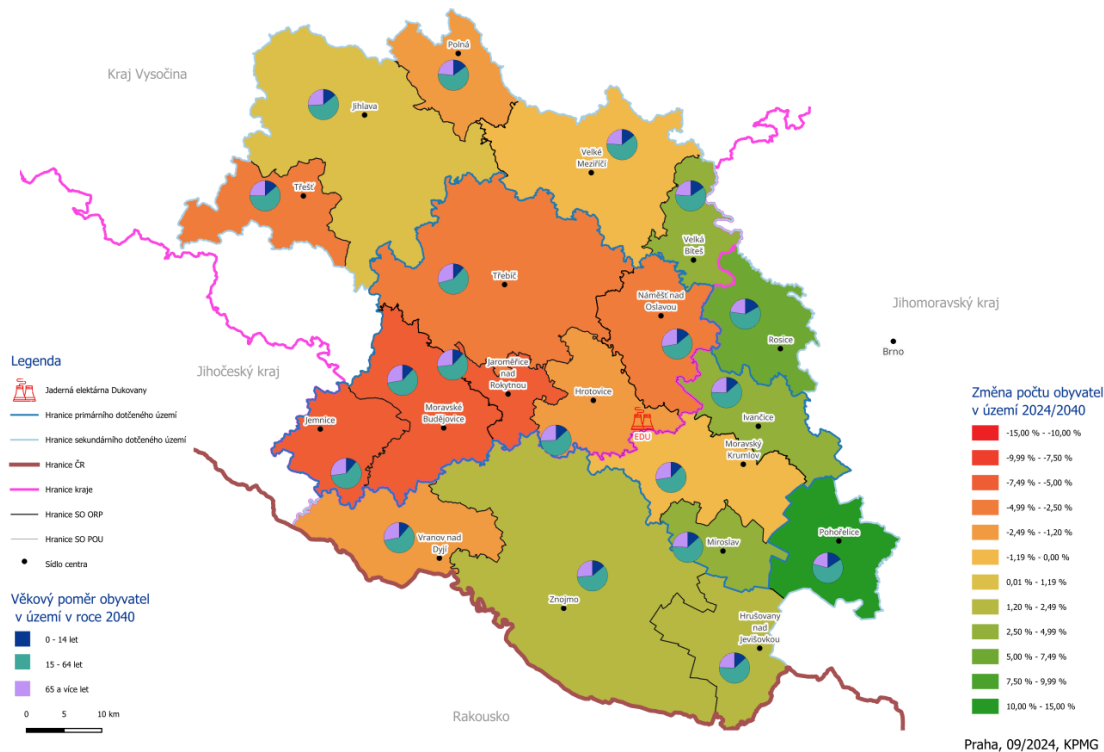 Kraj Vysočina
Polná
Jihlava
Velké
Meziříčí
Třešť
Velká
Bíteš
Třebíč
Náměšť nad
Oslavou
Jihomoravský kraj
Rosice
Brno
Jihočeský kraj
Jaroměřice
nad
Rokytnou
Hrotovice
Moravské
Budějovice
Jemnice
EDU
Ivančice
Moravský
Krumlov
Vranov nad
Dyjí
Miroslav
Pohořelice
Znojmo
Hrušovany
nad
Jevišovkou
Rakousko
Legenda
Jaderná elektárna Dukovany
Hranice primárního dotčeného území
Hranice sekundárního dotčeného území
Hranice ČR
Hranice kraje
Hranice SO ORP
Hranice SO POU
Sídlo centra
Věkový poměr obyvatel
v území v roce 2040
0 - 14 let
15 - 64 let
65 a více let
0 5 10 km
Změna počtu obyvatel
v území 2024/2040
-15,00 % - -10,00 %
-9,99 % - -7,50 %
-7,49 % - -5,00 %
-4,99 % - -2,50 %
-2,49 % - -1,20 %
-1,19 % - 0,00 %
0,01 % - 1,19 %
1,20 % - 2,49 %
2,50 % - 4,99 %
5,00 % - 7,49 %
7,50 % - 9,99 %
10,00 % - 15,00 %
Praha, 09/2024, KPMG